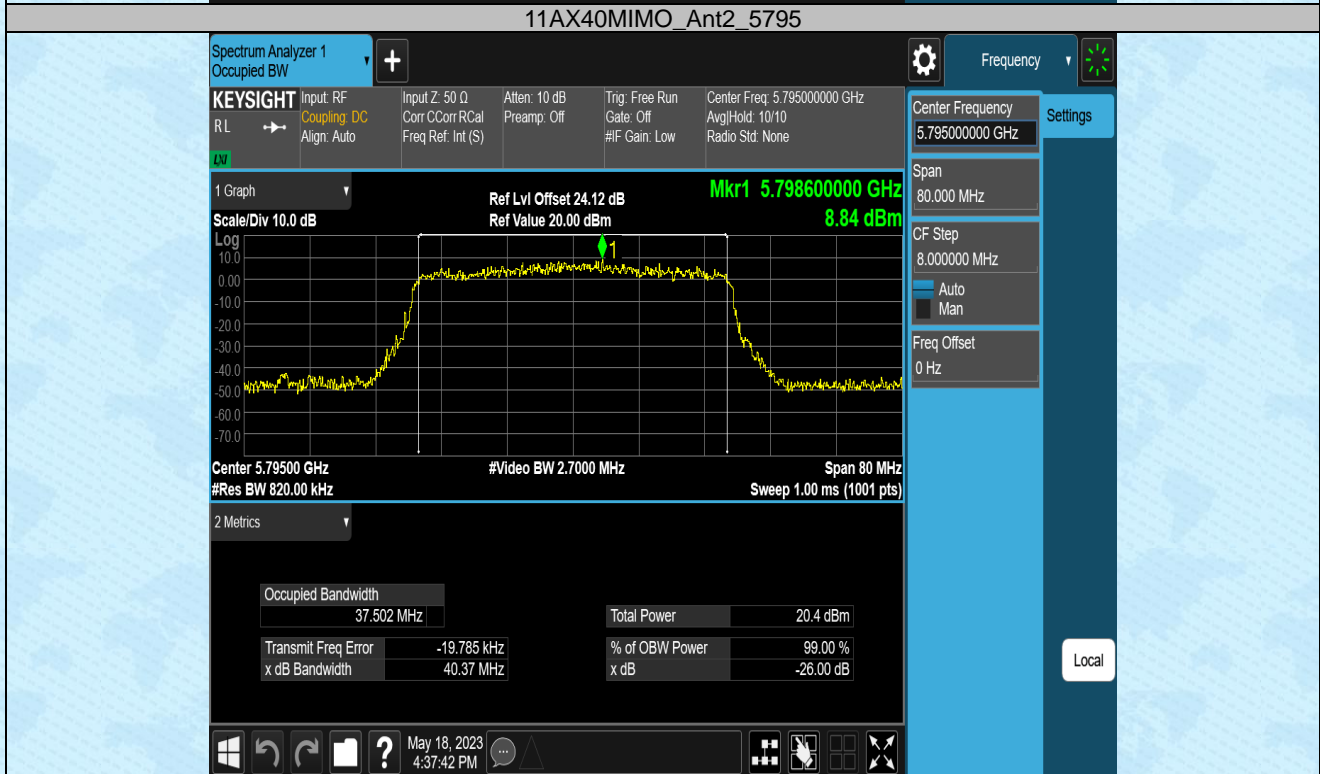 11AX40MIMO_Ant2_5795
Spectrum Analyzer 1
Occupied BW
Frequency
KEYSIGHT
RL
LXI
Input: RF
Coupling: DC
Align: Auto
Input Z: 50 Ω
Corr CCorr RCal
Freq Ref: Int (S)
Atten: 10 dB
Preamp: Off
Trig: Free Run
Gate: Off
#IF Gain: Low
Center Freq: 5.795000000 GHz
Avg|Hold: 10/10
Radio Std: None
Center Frequency
5.795000000 GHz
Settings
Span
80.000 MHz
CF Step
8.000000 MHz
Auto
Man
Freq Offset
0 Hz
1 Graph
Scale/Div 10.0 dB
Ref Lvl Offset 24.12 dB
Ref Value 20.00 dBm
Mkr1 5.798600000 GHz
8.84 dBm
Log
10.0
0.00
-10.0
-20.0
-30.0
-40.0
-50.0
-60.0
-70.0
1
Center 5.79500 GHz
#Res BW 820.00 kHz
#Video BW 2.7000 MHz
Span 80 MHz
Sweep 1.00 ms (1001 pts)
2 Metrics
Occupied Bandwidth
37.502 MHz
Total Power 20.4 dBm
Transmit Freq Error -19.785 kHz
% of OBW Power 99.00 %
x dB Bandwidth 40.37 MHz
x dB -26.00 dB
Local
May 18, 2023
4:37:42 PM